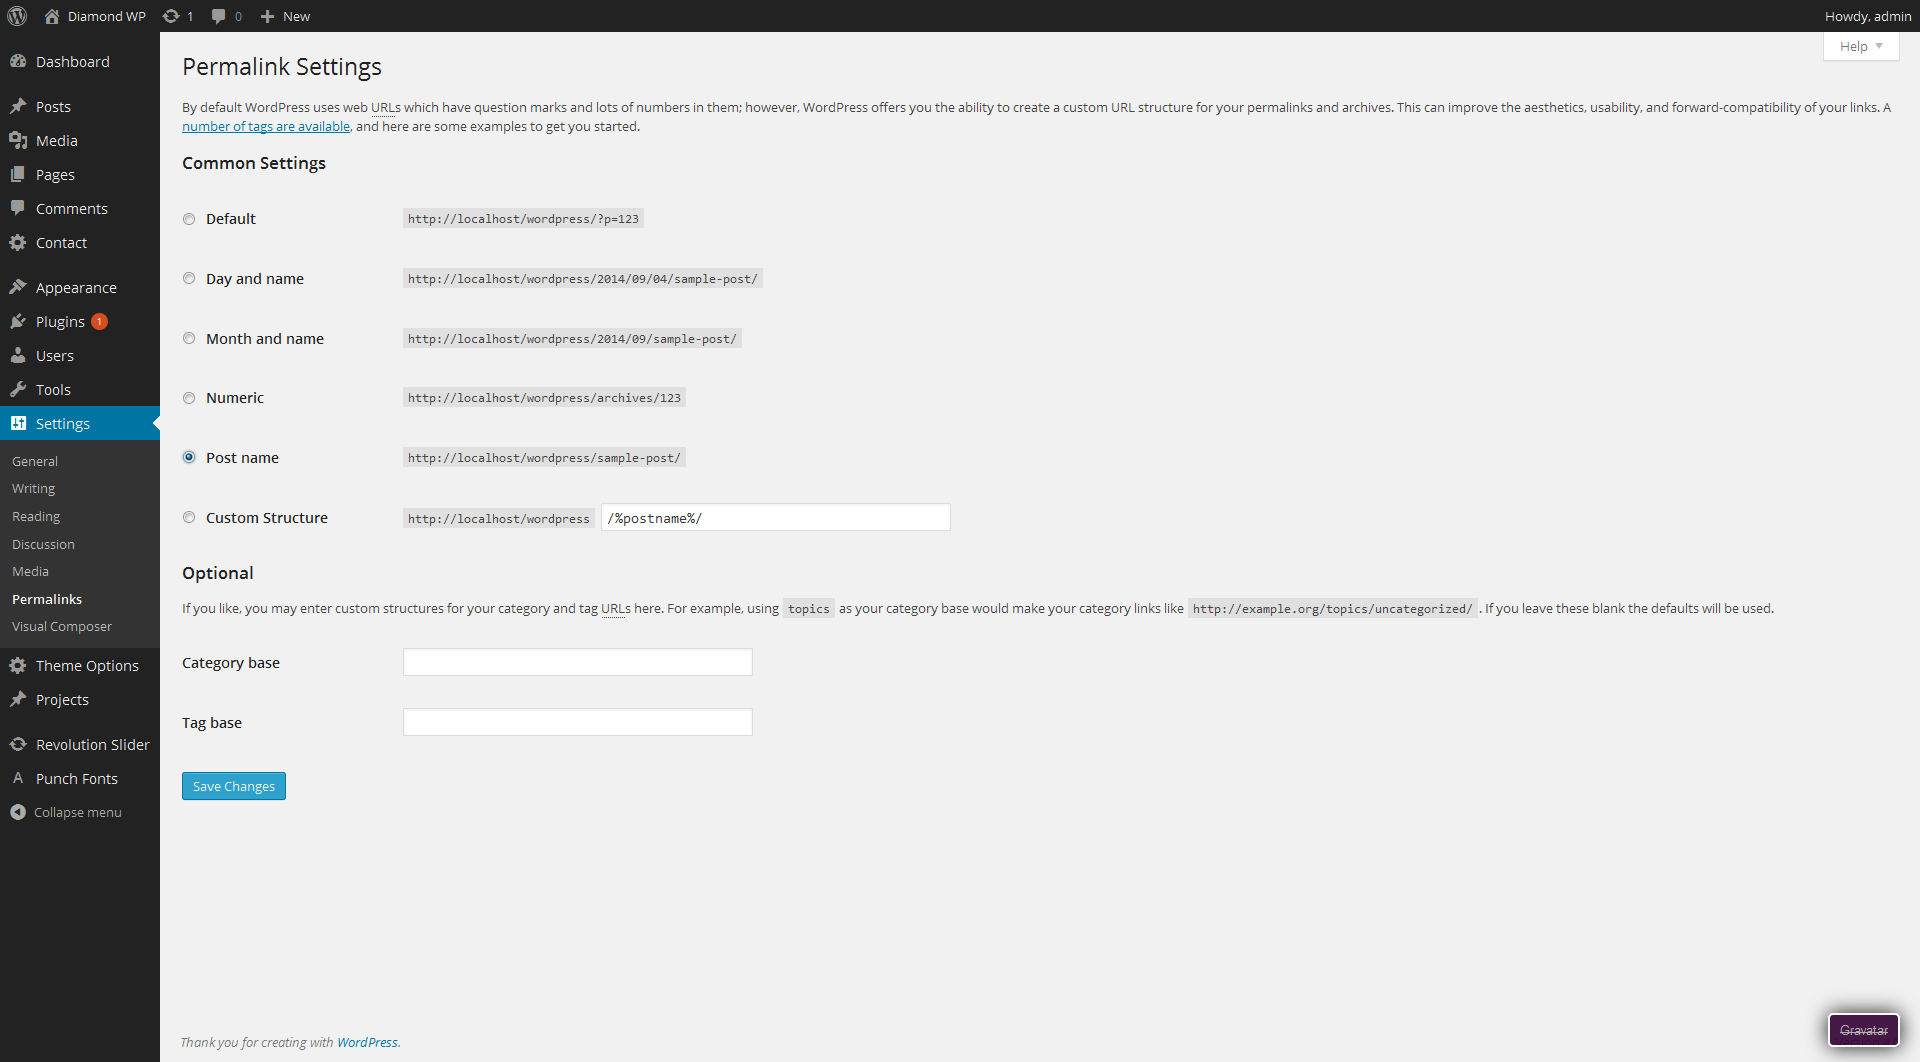 Diamond WP 1 0 New Howdy, admin
Help
Dashboard
Posts
Media
Pages
Comments
Contact
Appearance
Plugins 1
Users
Tools
Settings
General
Writing
Reading
Discussion
Media
Permalinks
Visual Composer
Theme Options
Projects
Revolution Slider
Punch Fonts
Collapse menu
Permalink Settings
By default WordPress uses web URLs which have question marks and lots of numbers in them; however, WordPress offers you the ability to create a custom URL structure for your permalinks and archives. This can improve the aesthetics, usability, and forward-compatibility of your links. A
number of tags are available, and here are some examples to get you started.
Common Settings
Default http://localhost/wordpress/?p=123
Day and name http://localhost/wordpress/2014/09/04/sample-post/
Month and name http://localhost/wordpress/2014/09/sample-post/
Numeric http://localhost/wordpress/archives/123
Post name http://localhost/wordpress/sample-post/
Custom Structure http://localhost/wordpress /%postname%/
Optional
If you like, you may enter custom structures for your category and tag URLs here. For example, using topics as your category base would make your category links like http://example.org/topics/uncategorized/ . If you leave these blank the defaults will be used.
Category base
Tag base
Save Changes
Thank you for creating with WordPress.
Gravatar